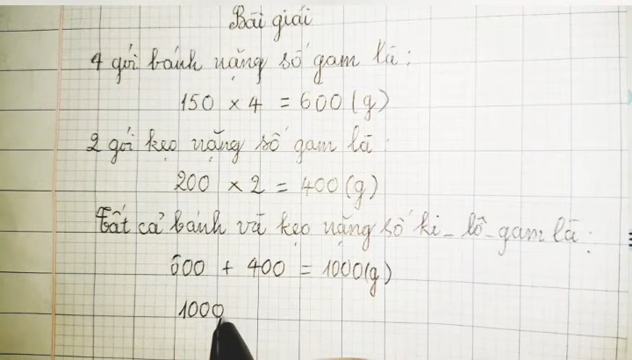 Bài giải
4 gói bánh nặng số gam là:
150 × 4 = 600 (g)
2 gói kẹo nặng số gam là:
200 × 2 = 400 (g)
Tất cả bánh và kẹo nặng số ki-lô-gam là:
600 + 400 = 1000 (g)
1000